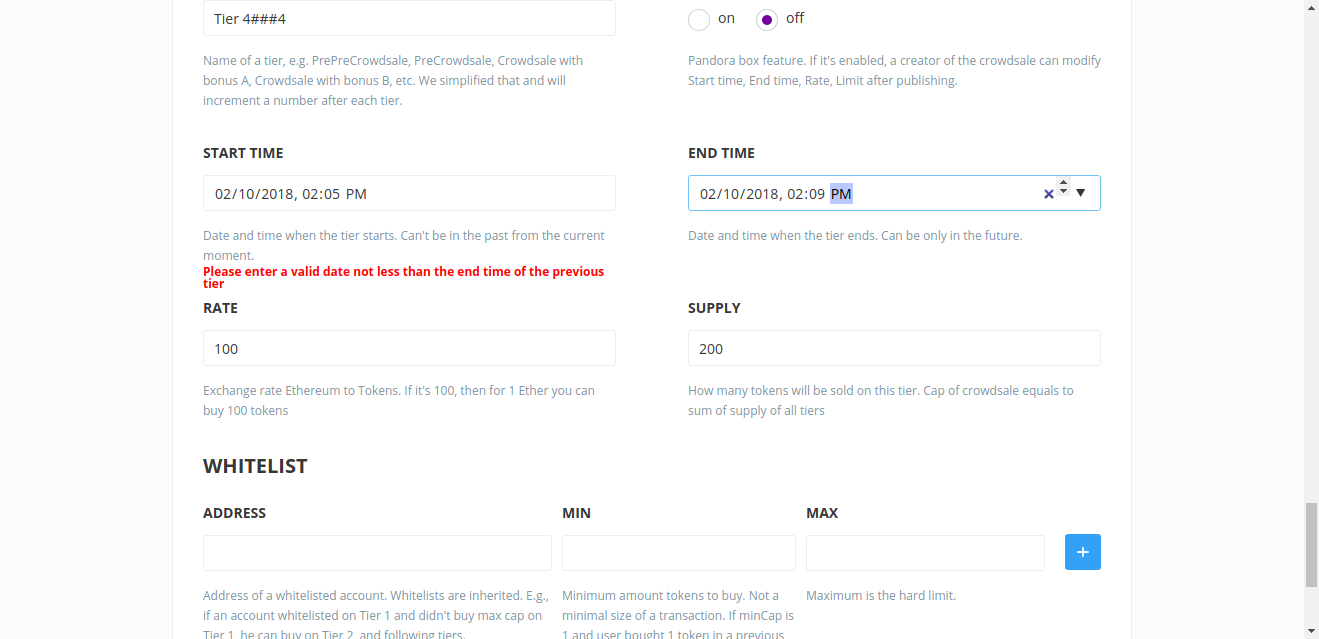 Tier 4###4
on
off
Name of a tier, e.g. PrePreCrowdsale, PreCrowdsale, Crowdsale with
bonus A, Crowdsale with bonus B, etc. We simplified that and will
increment a number after each tier.
Pandora box feature. If it's enabled, a creator of the crowdsale can modify
Start time, End time, Rate, Limit after publishing.
START TIME
02/10/2018, 02:05 PM
Date and time when the tier starts. Can't be in the past from the current
moment.
Please enter a valid date not less than the end time of the previous
tier
END TIME
02/10/2018, 02:09 PM
Date and time when the tier ends. Can be only in the future.
RATE
100
Exchange rate Ethereum to Tokens. If it's 100, then for 1 Ether you can
buy 100 tokens
SUPPLY
200
How many tokens will be sold on this tier. Cap of crowdsale equals to
sum of supply of all tiers
WHITELIST
ADDRESS
Address of a whitelisted account. Whitelists are inherited. E.g.,
if an account whitelisted on Tier 1 and didn't buy max cap on
Tier 1, he can buy on Tier 2, and following tiers.
MIN
Minimum amount tokens to buy. Not a
minimal size of a transaction. If minCap is
1 and user bought 1 token in a previous
MAX
Maximum is the hard limit.
+